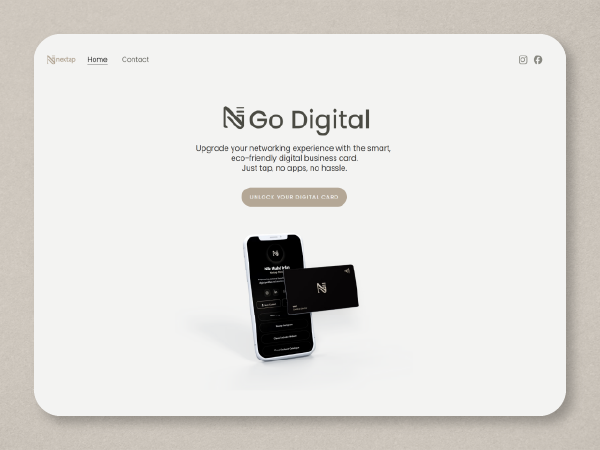 nextap Home Contact
N Go Digital
Upgrade your networking experience with the smart,
eco-friendly digital business card.
Just tap, no apps, no hassle.
UNLOCK YOUR DIGITAL CARD
N
N